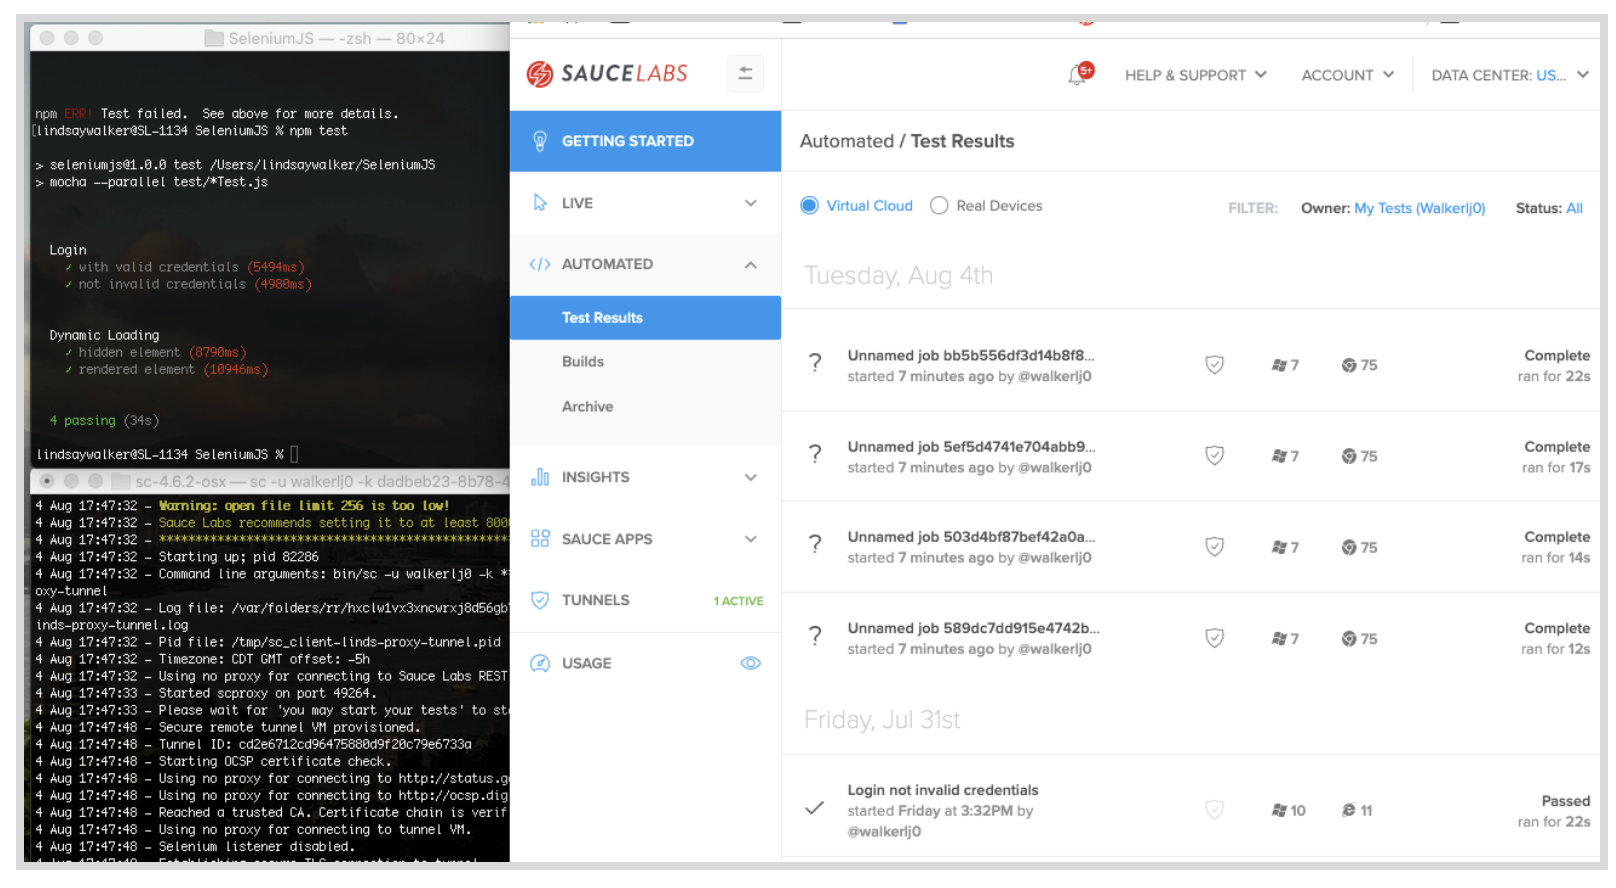 SeleniumJS — -zsh — 80×24
npm ERR! Test failed.  See above for more details.
[lindsaywalker@SL-1134 SeleniumJS % npm test
> seleniumjs@1.0.0 test /Users/lindsaywalker/SeleniumJS
> mocha --parallel test/*Test.js
Login
✓ with valid credentials (5494ms)
✓ not invalid credentials (4980ms)
Dynamic Loading
✓ hidden element (8790ms)
✓ rendered element (10946ms)
4 passing (34s)
lindsaywalker@SL-1134 SeleniumJS %
sc-4.6.2-osx — sc -u walkerlj0 -k dadbeb23-8b78-4
4 Aug 17:47:32 - Warning: open file limit 256 is too low!
4 Aug 17:47:32 - Sauce Labs recommends setting it to at least 800
4 Aug 17:47:32 - ************************************************
4 Aug 17:47:32 - Starting up; pid 82286
4 Aug 17:47:32 - Command line arguments: bin/sc -u walkerlj0 -k *
oxy-tunnel
4 Aug 17:47:32 - Log file: /var/folders/rr/hxclw1vx3xncwrxj8d56gb
inds-proxy-tunnel.log
4 Aug 17:47:32 - Pid file: /tmp/sc_client-linds-proxy-tunnel.pid
4 Aug 17:47:32 - Timezone: CDT GMT offset: -5h
4 Aug 17:47:32 - Using no proxy for connecting to Sauce Labs REST
4 Aug 17:47:33 - Started scproxy on port 49264.
4 Aug 17:47:33 - Please wait for 'you may start your tests' to st
4 Aug 17:47:48 - Secure remote tunnel VM provisioned.
4 Aug 17:47:48 - Tunnel ID: cd2e6712cd96475880d9f20c79e6733a
4 Aug 17:47:48 - Starting OCSP certificate check.
4 Aug 17:47:48 - Using no proxy for connecting to http://status.g
4 Aug 17:47:48 - Using no proxy for connecting to http://ocsp.dig
4 Aug 17:47:48 - Reached a trusted CA. Certificate chain is verif
4 Aug 17:47:48 - Using no proxy for connecting to tunnel VM.
4 Aug 17:47:48 - Selenium listener disabled.
SAUCELABS
5+
HELP & SUPPORT
ACCOUNT
DATA CENTER: US...
GETTING STARTED
LIVE
</> AUTOMATED
Test Results
Builds
Archive
INSIGHTS
SAUCE APPS
TUNNELS 1 ACTIVE
USAGE
Automated / Test Results
Virtual Cloud Real Devices FILTER: Owner: My Tests (Walkerlj0) Status: All
Tuesday, Aug 4th
? Unnamed job bb5b556df3d14b8f8... 7 75 Complete
started 7 minutes ago by @walkerlj0 ran for 22s
? Unnamed job 5ef5d4741e704abb9... 7 75 Complete
started 7 minutes ago by @walkerlj0 ran for 17s
? Unnamed job 503d4bf87bef42a0a... 7 75 Complete
started 7 minutes ago by @walkerlj0 ran for 14s
? Unnamed job 589dc7dd915e4742b... 7 75 Complete
started 7 minutes ago by @walkerlj0 ran for 12s
Friday, Jul 31st
Login not invalid credentials 10 11 Passed
started Friday at 3:32PM by ran for 22s
@walkerlj0